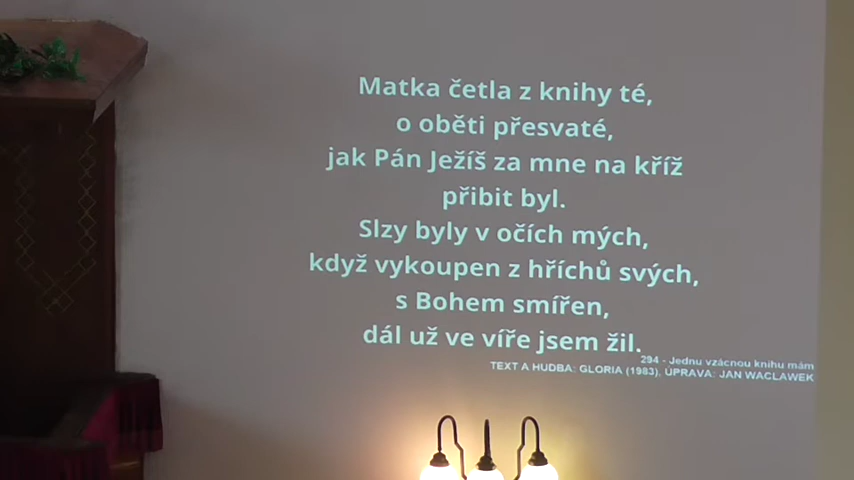 Matka četla z knihy té,
o oběti přesvaté,
jak Pán Ježíš za mne na kříž
přibit byl.
Slzy byly v očích mých,
když vykoupen z hříchů svých,
s Bohem smířen,
dál už ve víře jsem žil.
294 - Jednu vzácnou knihu mám
TEXT A HUDBA: GLORIA (1983), ÚPRAVA: JAN WACLAWEK